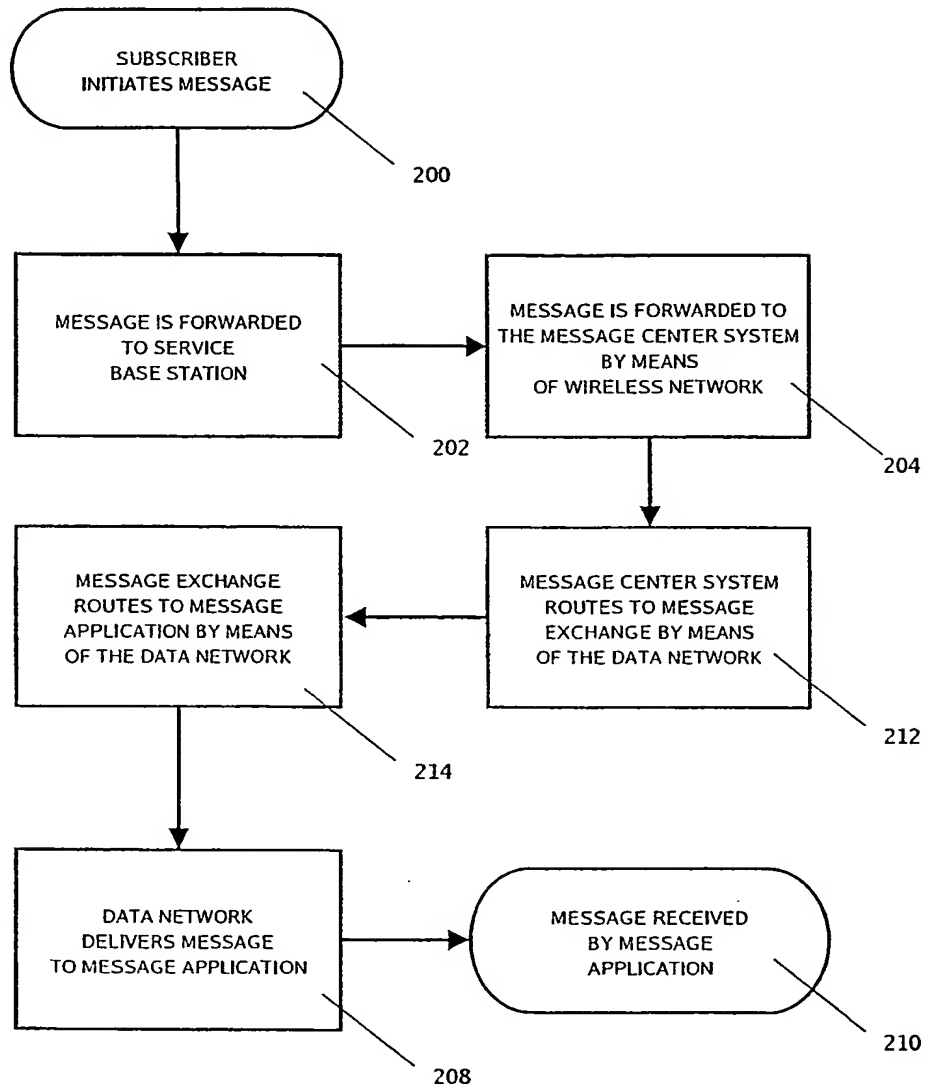 SUBSCRIBER
INITIATES MESSAGE
200
MESSAGE IS FORWARDED
TO SERVICE
BASE STATION
202
MESSAGE IS FORWARDED TO
THE MESSAGE CENTER SYSTEM
BY MEANS
OF WIRELESS NETWORK
204
MESSAGE CENTER SYSTEM
ROUTES TO MESSAGE
EXCHANGE BY MEANS
OF THE DATA NETWORK
212
MESSAGE EXCHANGE
ROUTES TO MESSAGE
APPLICATION BY MEANS
OF THE DATA NETWORK
214
DATA NETWORK
DELIVERS MESSAGE
TO MESSAGE APPLICATION
208
MESSAGE RECEIVED
BY MESSAGE
APPLICATION
210